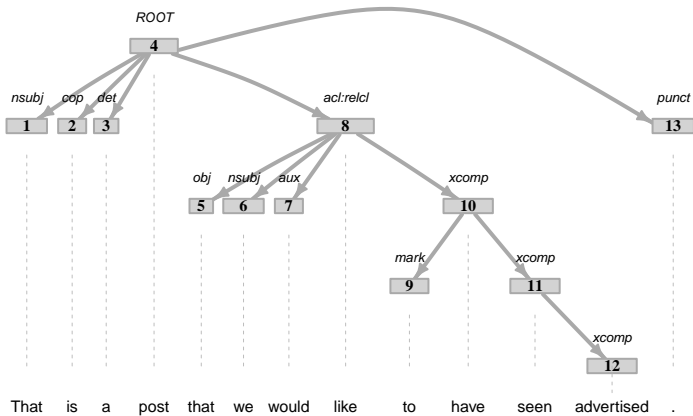 ROOT
4
nsubj cop det acl:relcl punct
1 2 3 8 13
obj nsubj aux xcomp
5 6 7 10
mark xcomp
9 11
xcomp
12
That is a post that we would like to have seen advertised .